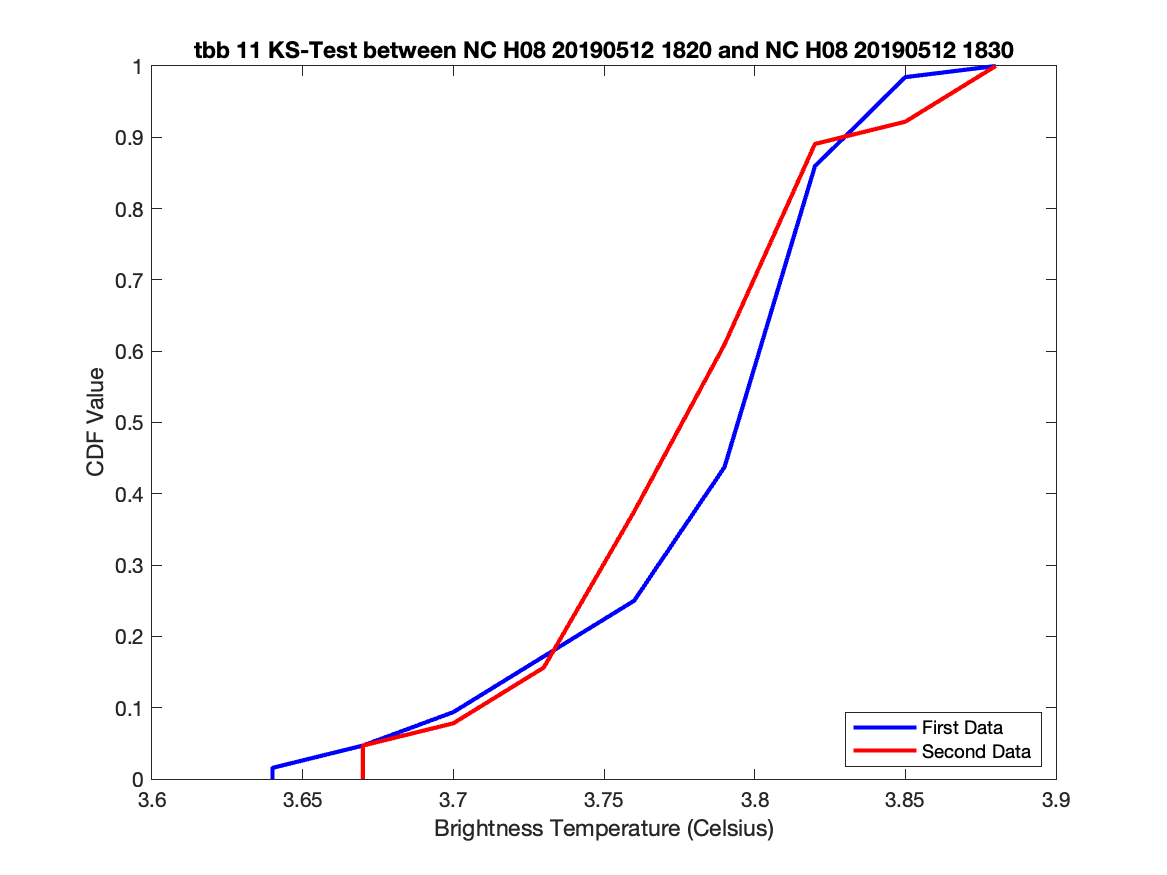 tbb 11 KS-Test between NC H08 20190512 1820 and NC H08 20190512 1830
1
0.9
0.8
0.7
0.6
0.5
0.4
0.3
0.2
0.1
0
CDF Value
First Data
Second Data
3.6 3.65 3.7 3.75 3.8 3.85 3.9
Brightness Temperature (Celsius)